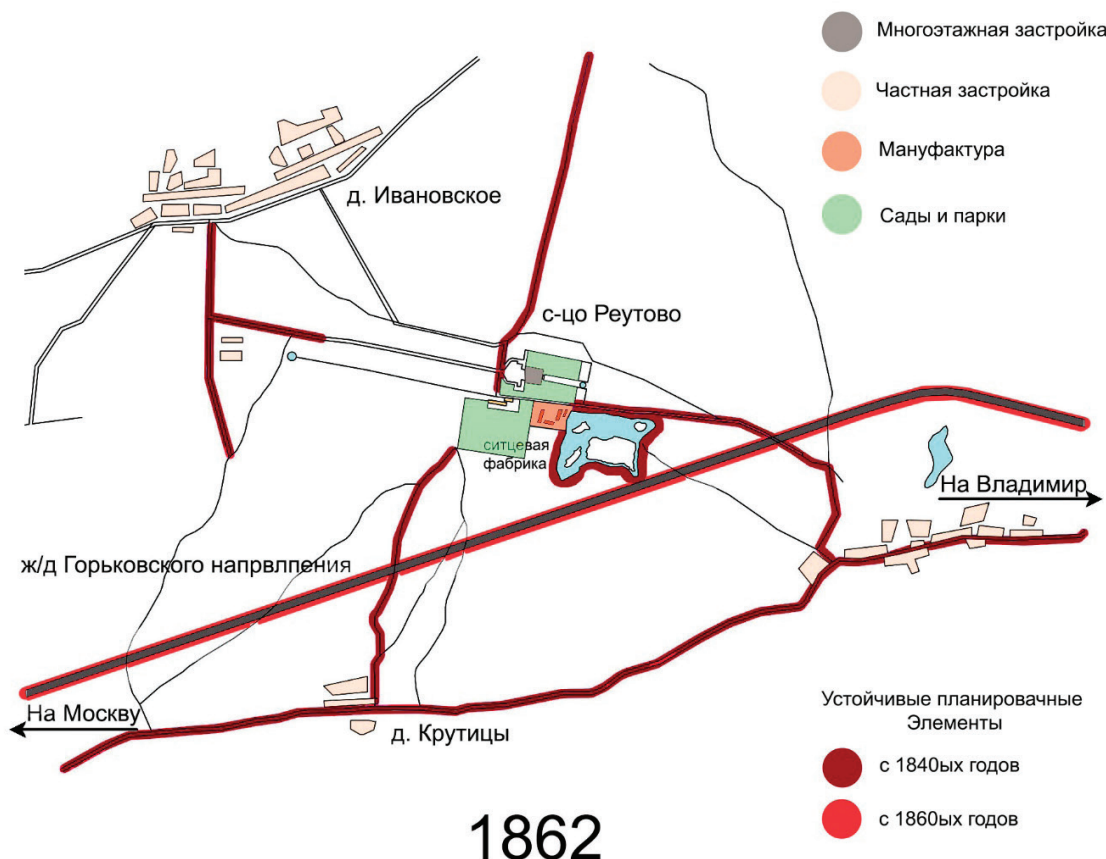 Многоэтажная застройка
Частная застройка
Мануфактура
Сады и парки
д. Ивановское
с-цо Реутово
ситцевая
фабрика
На Владимир
ж/д Горьковского напрвлпения
На Москву
д. Крутицы
Устойчивые планировачные
Элементы
с 1840ых годов
с 1860ых годов
1862